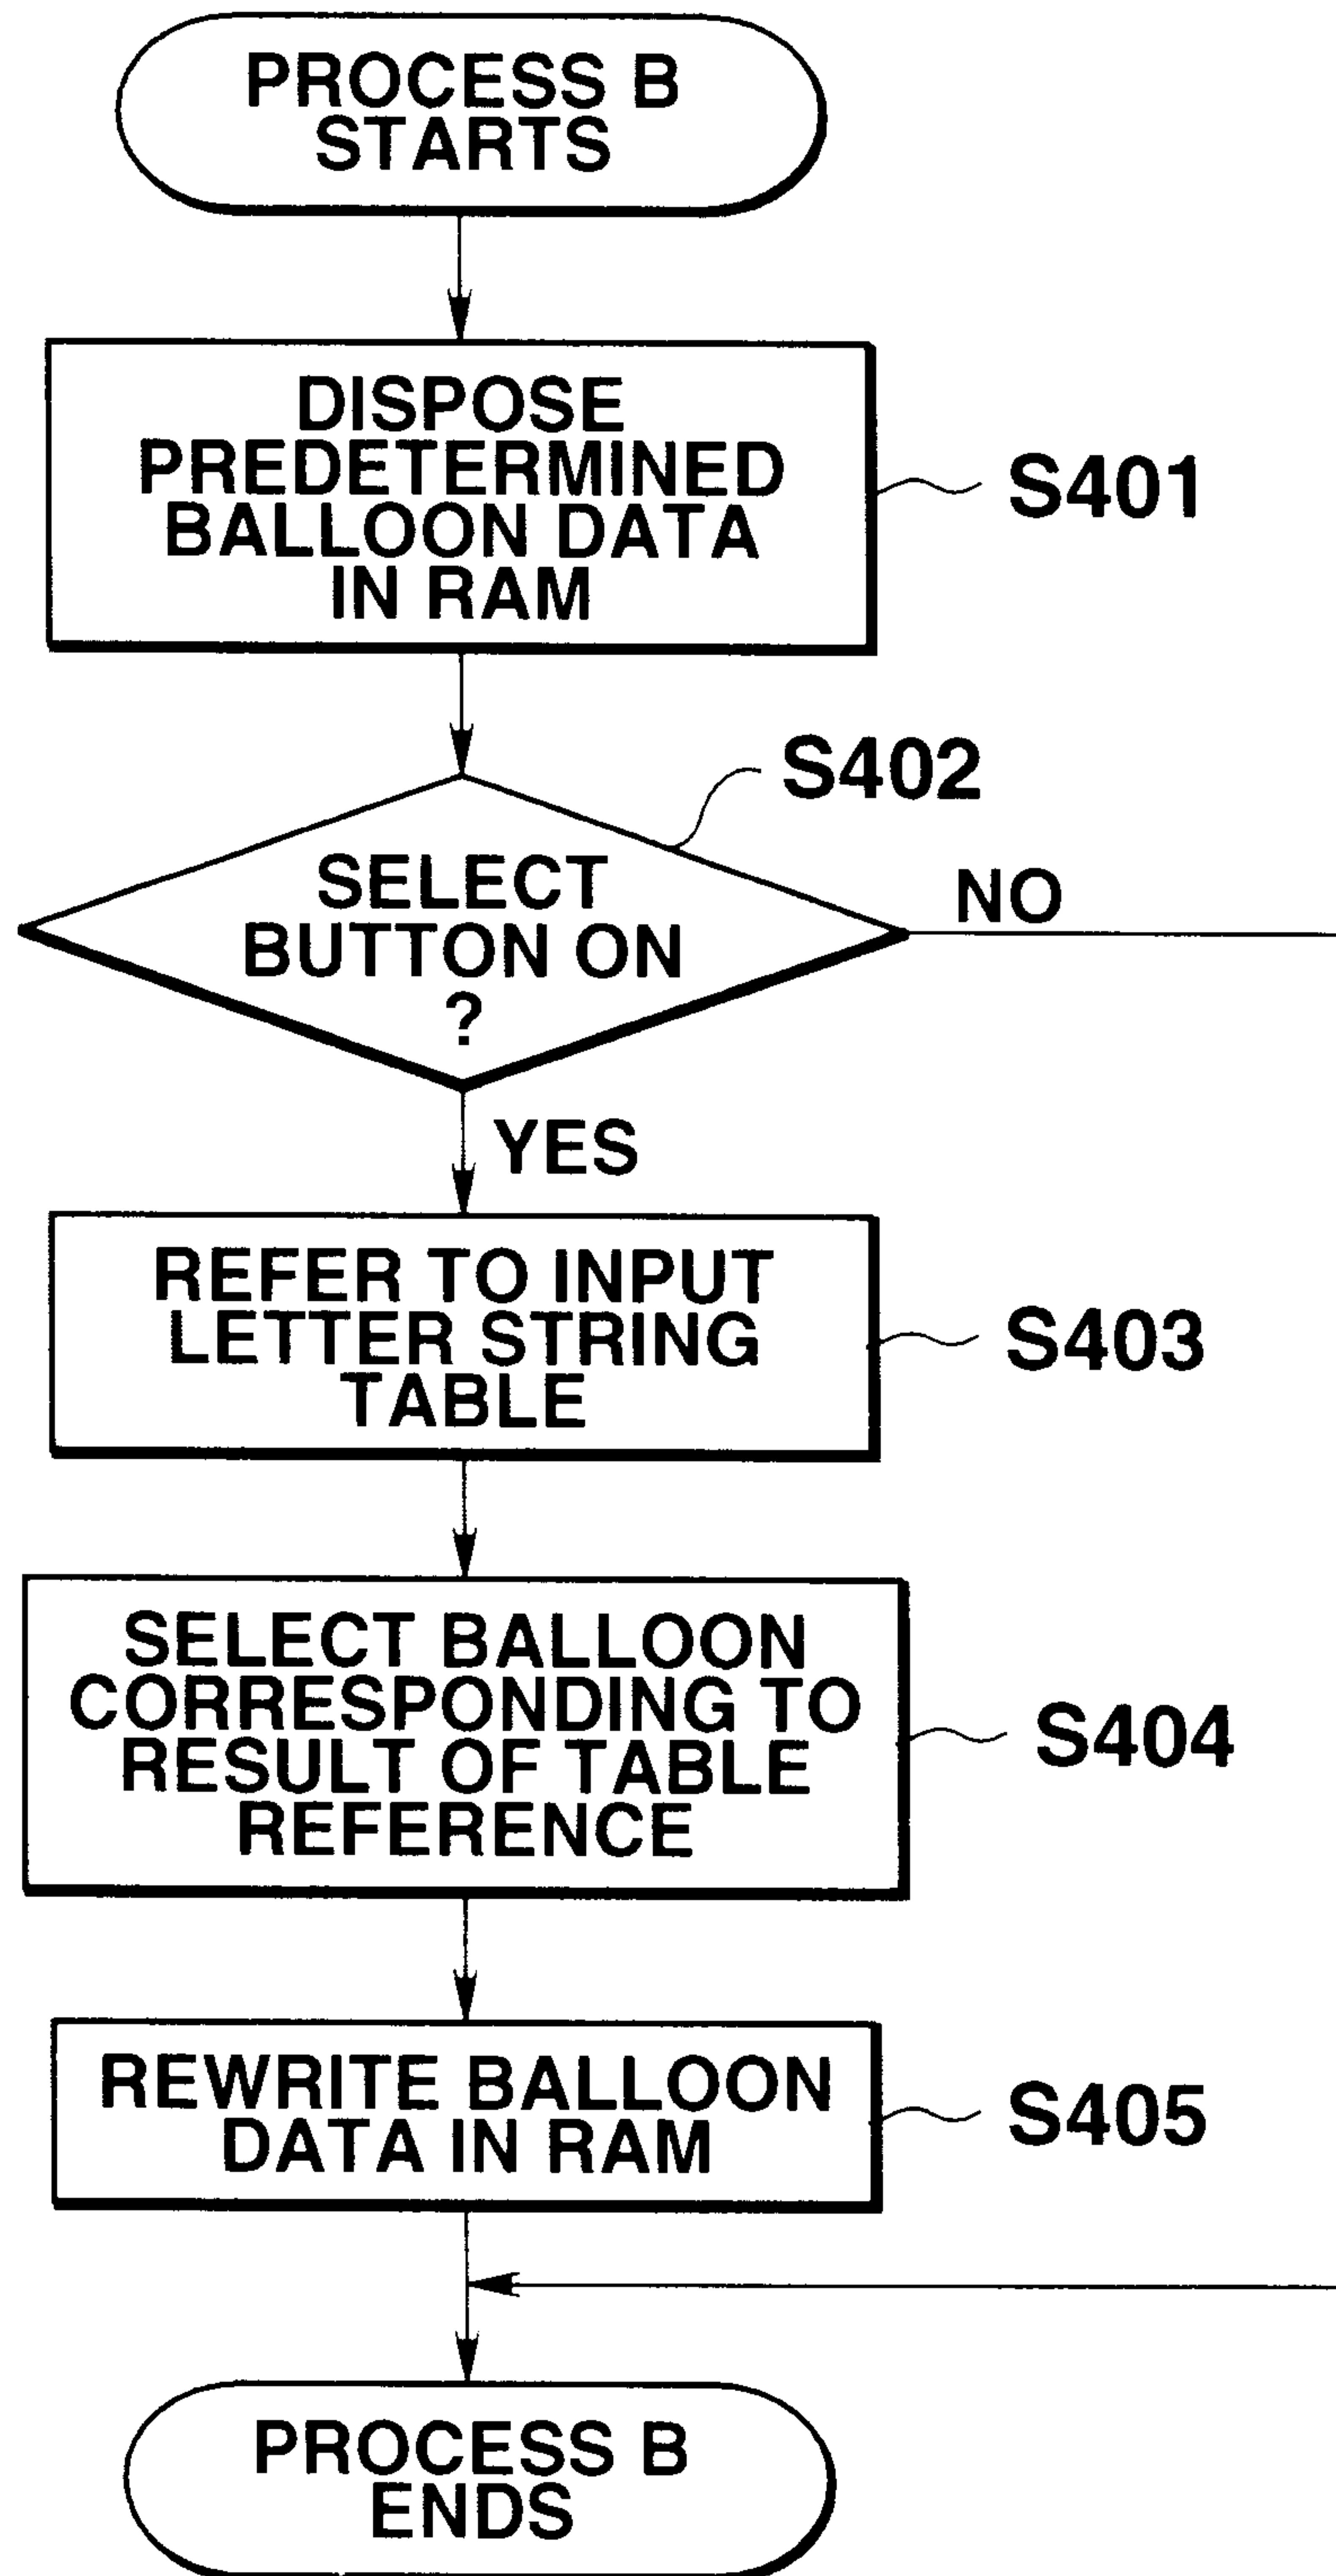 PROCESS B
STARTS
DISPOSE
PREDETERMINED
BALLOON DATA
IN RAM
S401
S402
SELECT
BUTTON ON
?
NO
YES
REFER TO INPUT
LETTER STRING
TABLE
S403
SELECT BALLOON
CORRESPONDING TO
RESULT OF TABLE
REFERENCE
S404
REWRITE BALLOON
DATA IN RAM
S405
PROCESS B
ENDS